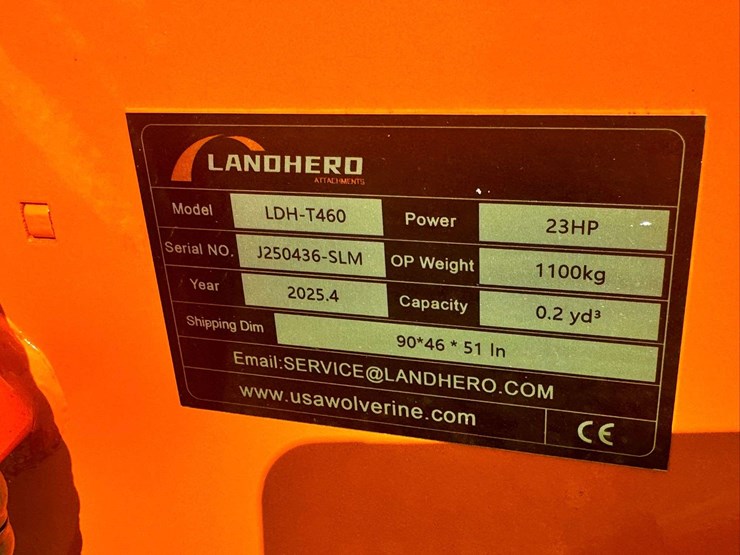 LANDHERO
ATTACHMENTS
Model LDH-T460 Power 23HP
Serial NO. J250436-SLM OP Weight 1100kg
Year 2025.4 Capacity 0.2 yd³
Shipping Dim 90*46 * 51 In
Email:SERVICE@LANDHERO.COM
www.usawolverine.com CE